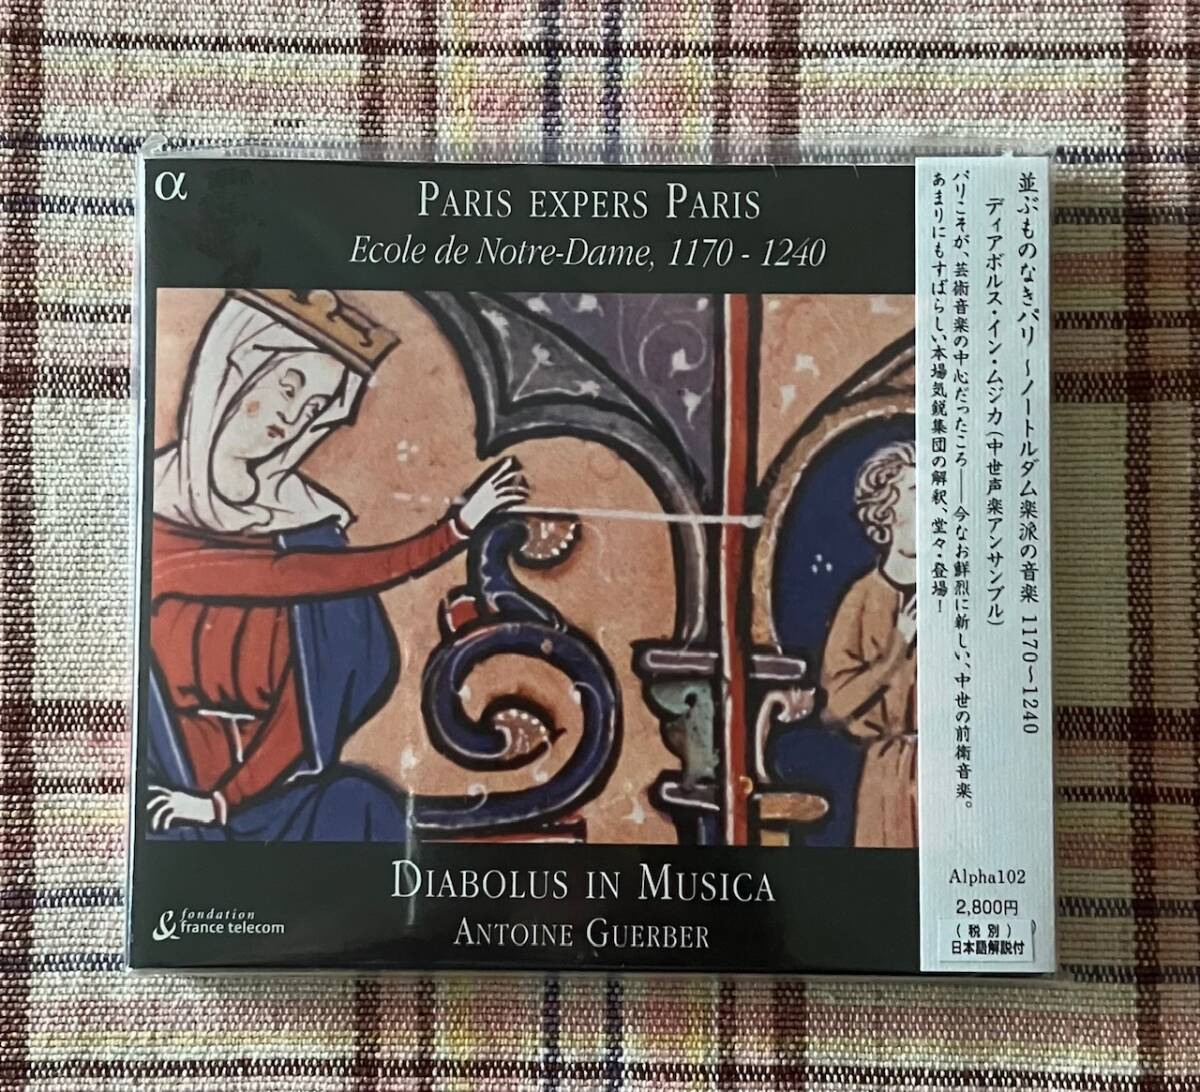 α
PARIS EXPERS PARIS
Ecole de Notre-Dame, 1170 - 1240
DIABOLUS IN MUSICA
ANTOINE GUERBER
& fondation
france telecom
並ぶものなきパリ 〜ノートルダム楽派の音楽 1170〜1240
ディアボルス・イン・ムジカ(中世声楽アンサンブル)
パリこそが、芸術音楽の中心だったころ――今なお鮮烈に新しい、中世の前衛音楽。
あまりにもすばらしい本場気鋭集団の解釈、堂々・登場!
Alpha102
2,800円
(税別)
日本語解説付